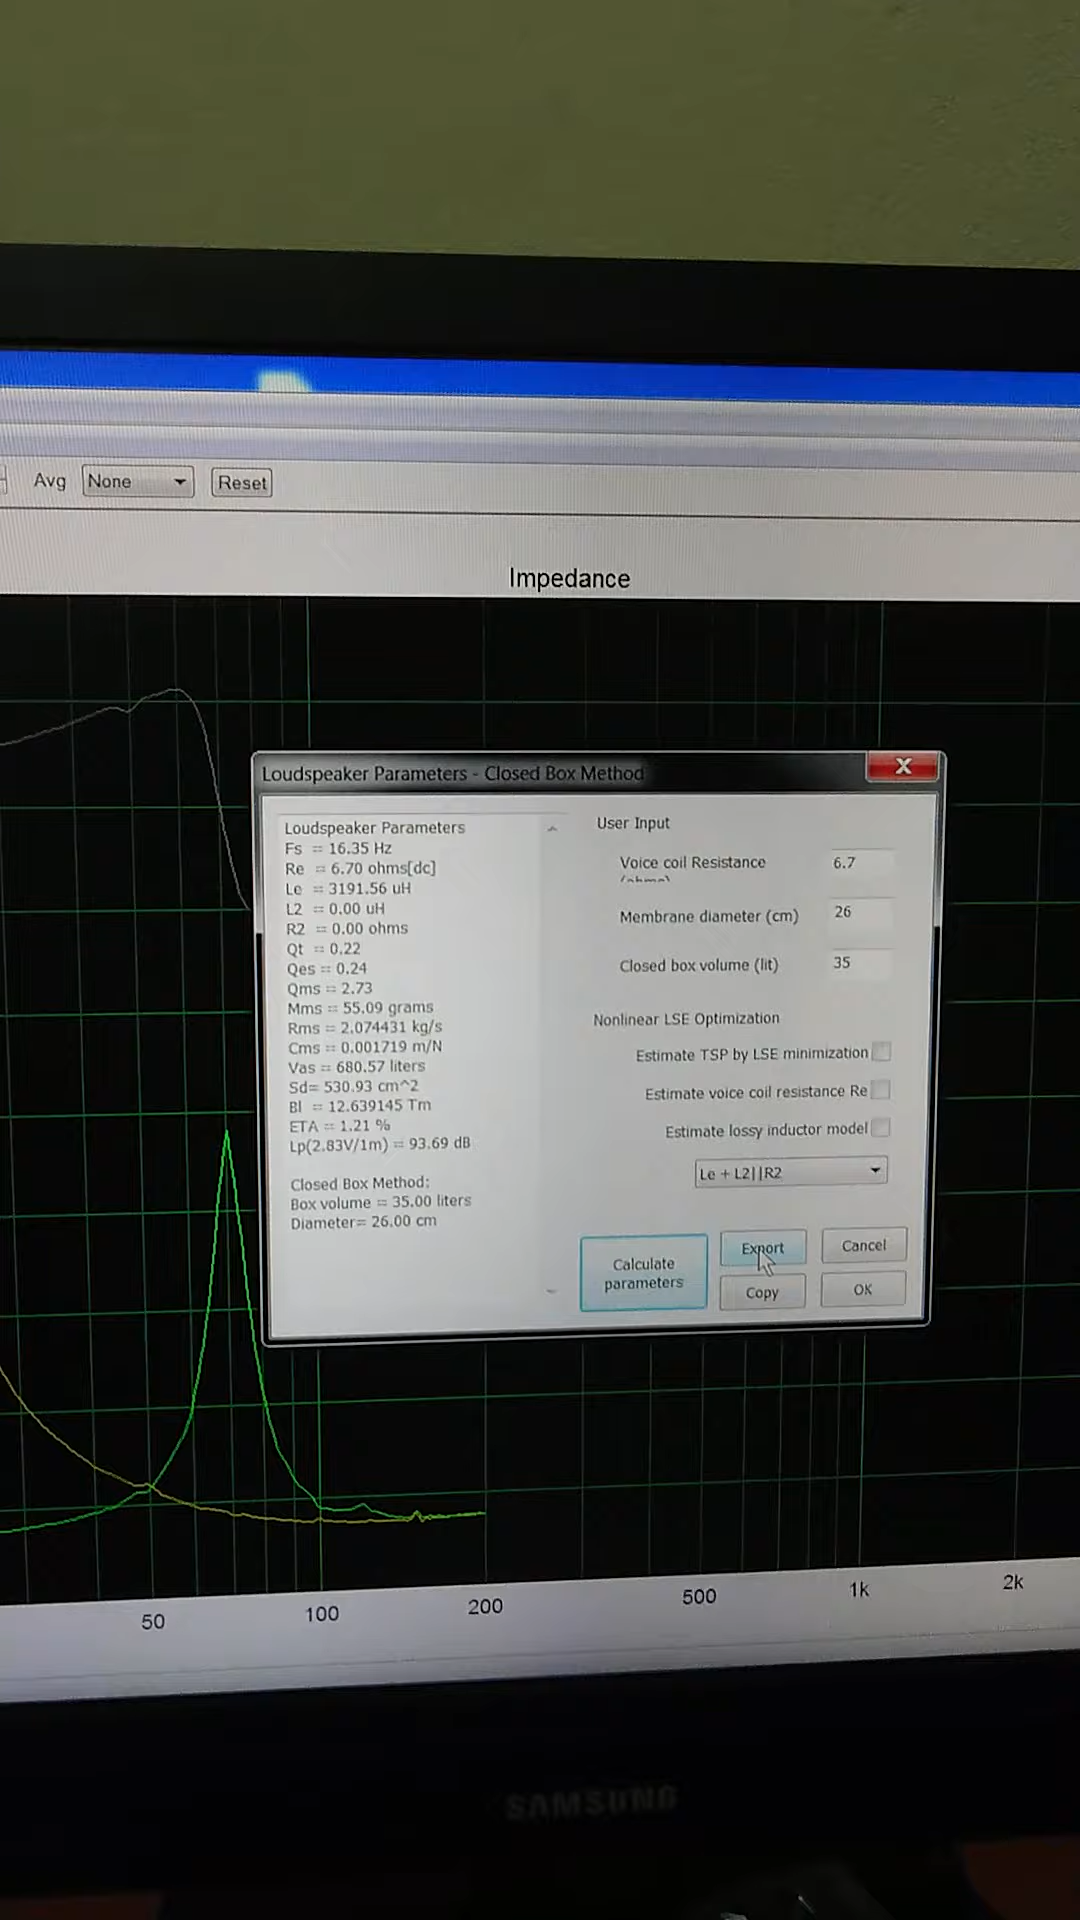 Avg None Reset
Impedance
Loudspeaker Parameters - Closed Box Method
Loudspeaker Parameters
Fs = 16.35 Hz
Re = 6.70 ohms[dc]
Le = 3191.56 uH
L2 = 0.00 uH
R2 = 0.00 ohms
Qt = 0.22
Qes = 0.24
Qms = 2.73
Mms = 55.09 grams
Rms = 2.074431 kg/s
Cms = 0.001719 m/N
Vas = 680.57 liters
Sd= 530.93 cm^2
Bl = 12.639145 Tm
ETA = 1.21 %
Lp(2.83V/1m) = 93.69 dB
Closed Box Method:
Box volume = 35.00 liters
Diameter= 26.00 cm
User Input
Voice coil Resistance 6.7
Membrane diameter (cm) 26
Closed box volume (lit) 35
Nonlinear LSE Optimization
Estimate TSP by LSE minimization
Estimate voice coil resistance Re
Estimate lossy inductor model
Le + L2||R2
Calculate
parameters
Export Cancel
Copy OK
50 100 200 500 1k 2k
SAMSUNG